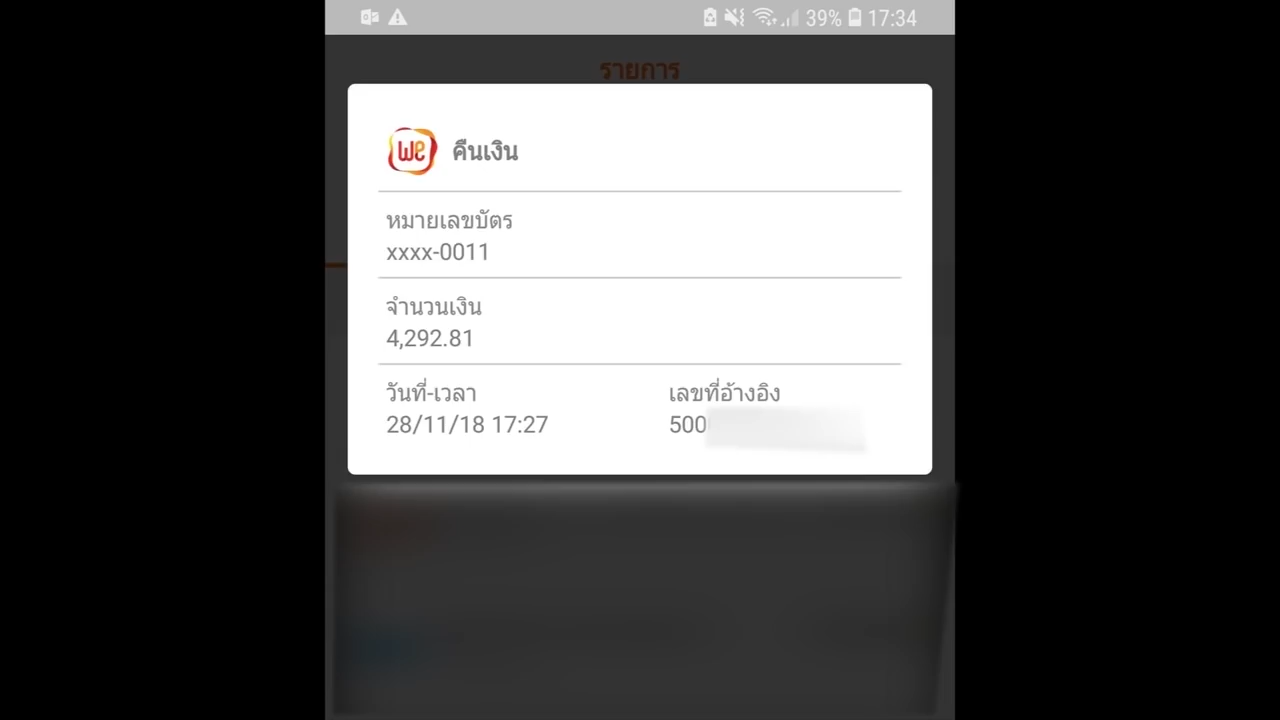 39% 17:34
รายการ
We คืนเงิน
หมายเลขบัตร
xxxx-0011
จำนวนเงิน
4,292.81
วันที่-เวลา
28/11/18 17:27
เลขที่อ้างอิง
500